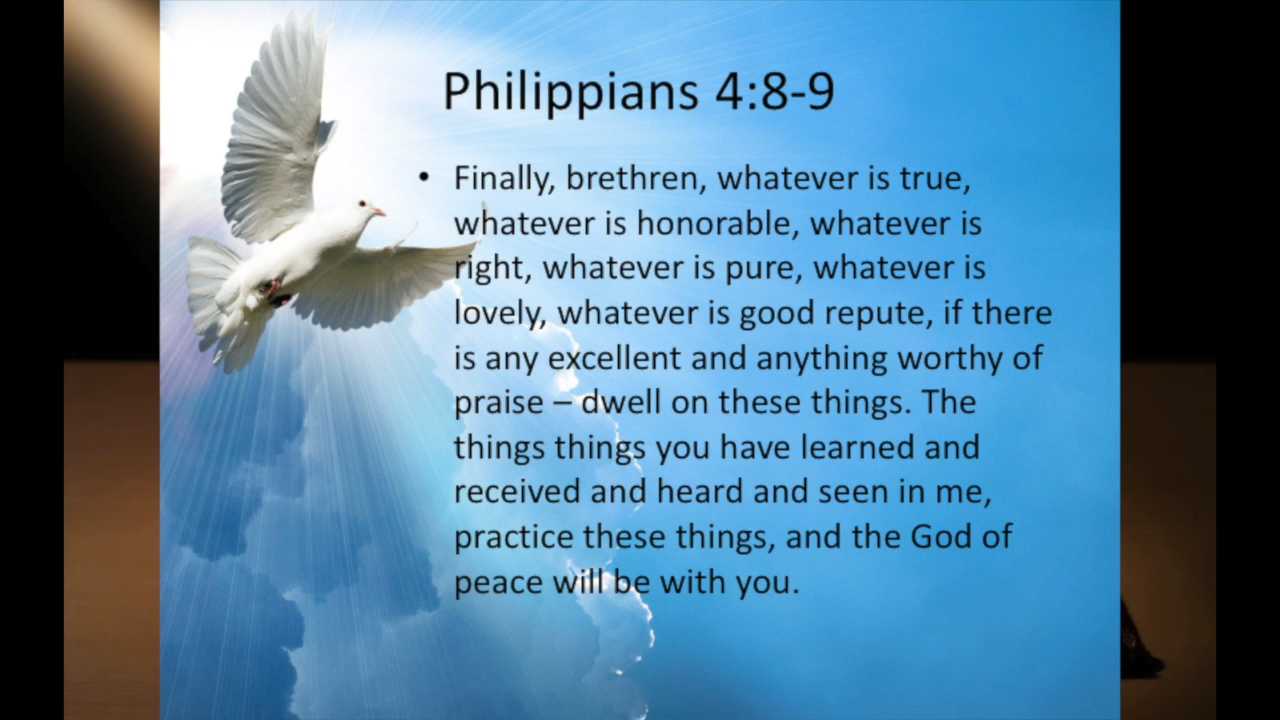 Philippians 4:8-9
• Finally, brethren, whatever is true,
whatever is honorable, whatever is
right, whatever is pure, whatever is
lovely, whatever is good repute, if there
is any excellent and anything worthy of
praise – dwell on these things. The
things things you have learned and
received and heard and seen in me,
practice these things, and the God of
peace will be with you.